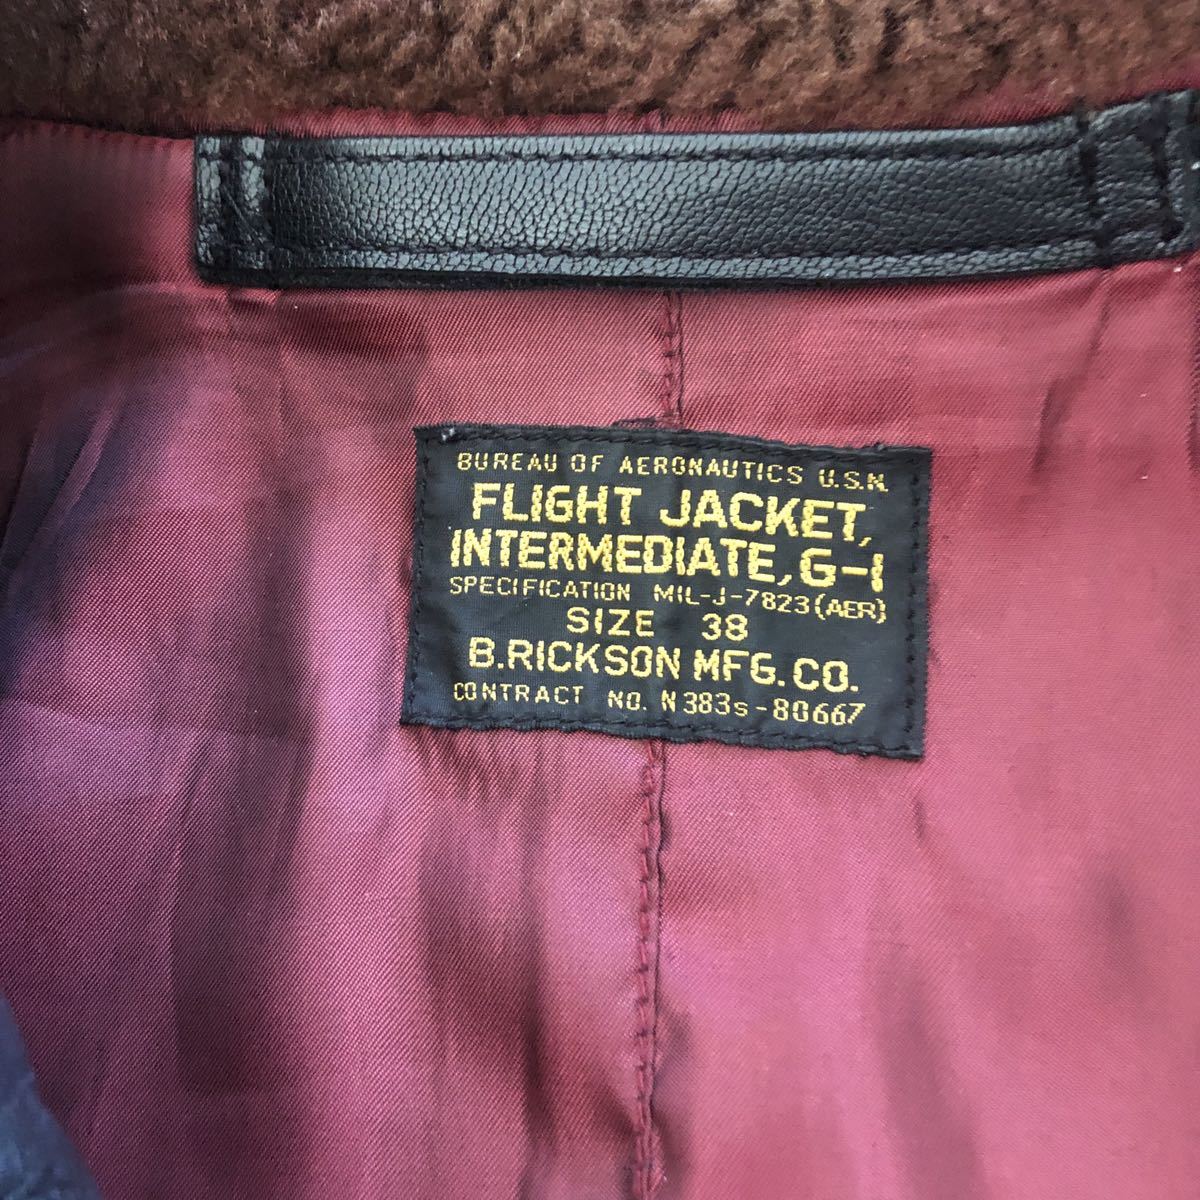 BUREAU OF AERONAUTICS U.S.N.
FLIGHT JACKET,
INTERMEDIATE, G-1
SPECIFICATION MIL-J-7823(AER)
SIZE 38
B.RICKSON MFG.CO.
CONTRACT NO. N383s-80667